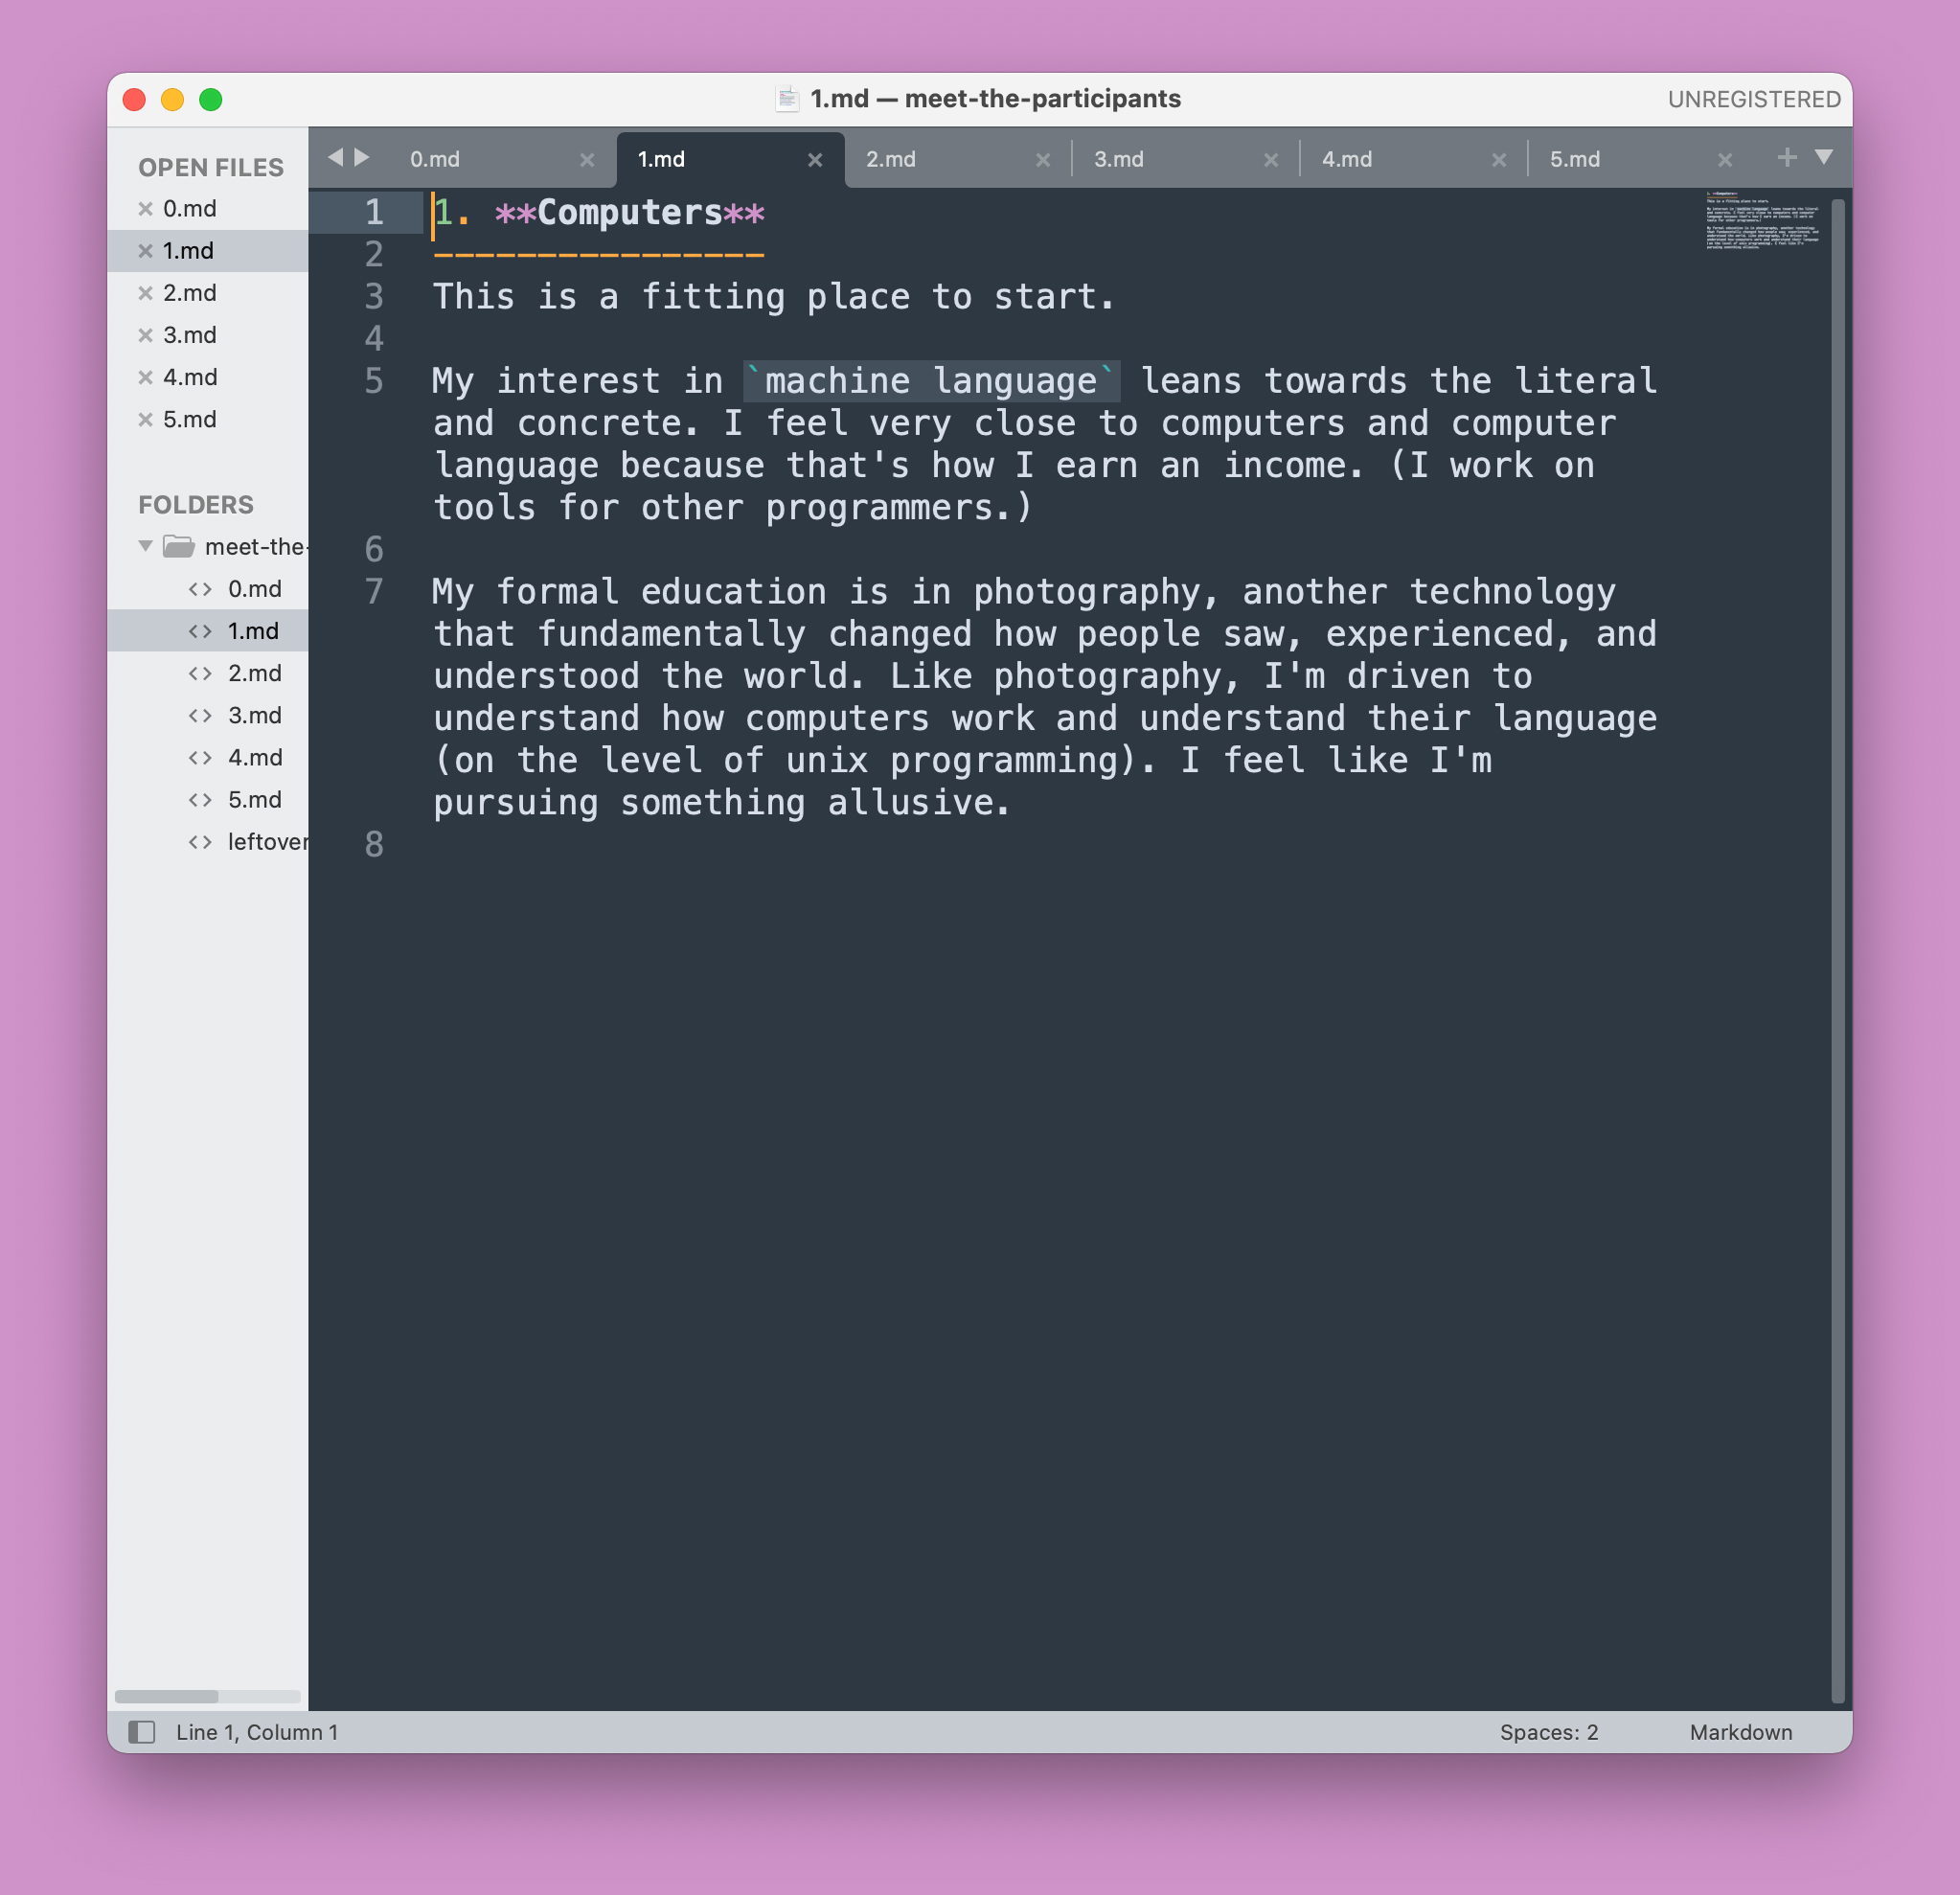 1.md — meet-the-participants
UNREGISTERED
OPEN FILES
0.md
1.md
2.md
3.md
4.md
5.md
FOLDERS
meet-the-
0.md
1.md
2.md
3.md
4.md
5.md
leftover
0.md
1.md
2.md
3.md
4.md
5.md
1 1. **Computers**
2 ----------------
3 This is a fitting place to start.
4
5 My interest in `machine language` leans towards the literal
and concrete. I feel very close to computers and computer
language because that's how I earn an income. (I work on
tools for other programmers.)
6
7 My formal education is in photography, another technology
that fundamentally changed how people saw, experienced, and
understood the world. Like photography, I'm driven to
understand how computers work and understand their language
(on the level of unix programming). I feel like I'm
pursuing something allusive.
8
Line 1, Column 1
Spaces: 2
Markdown